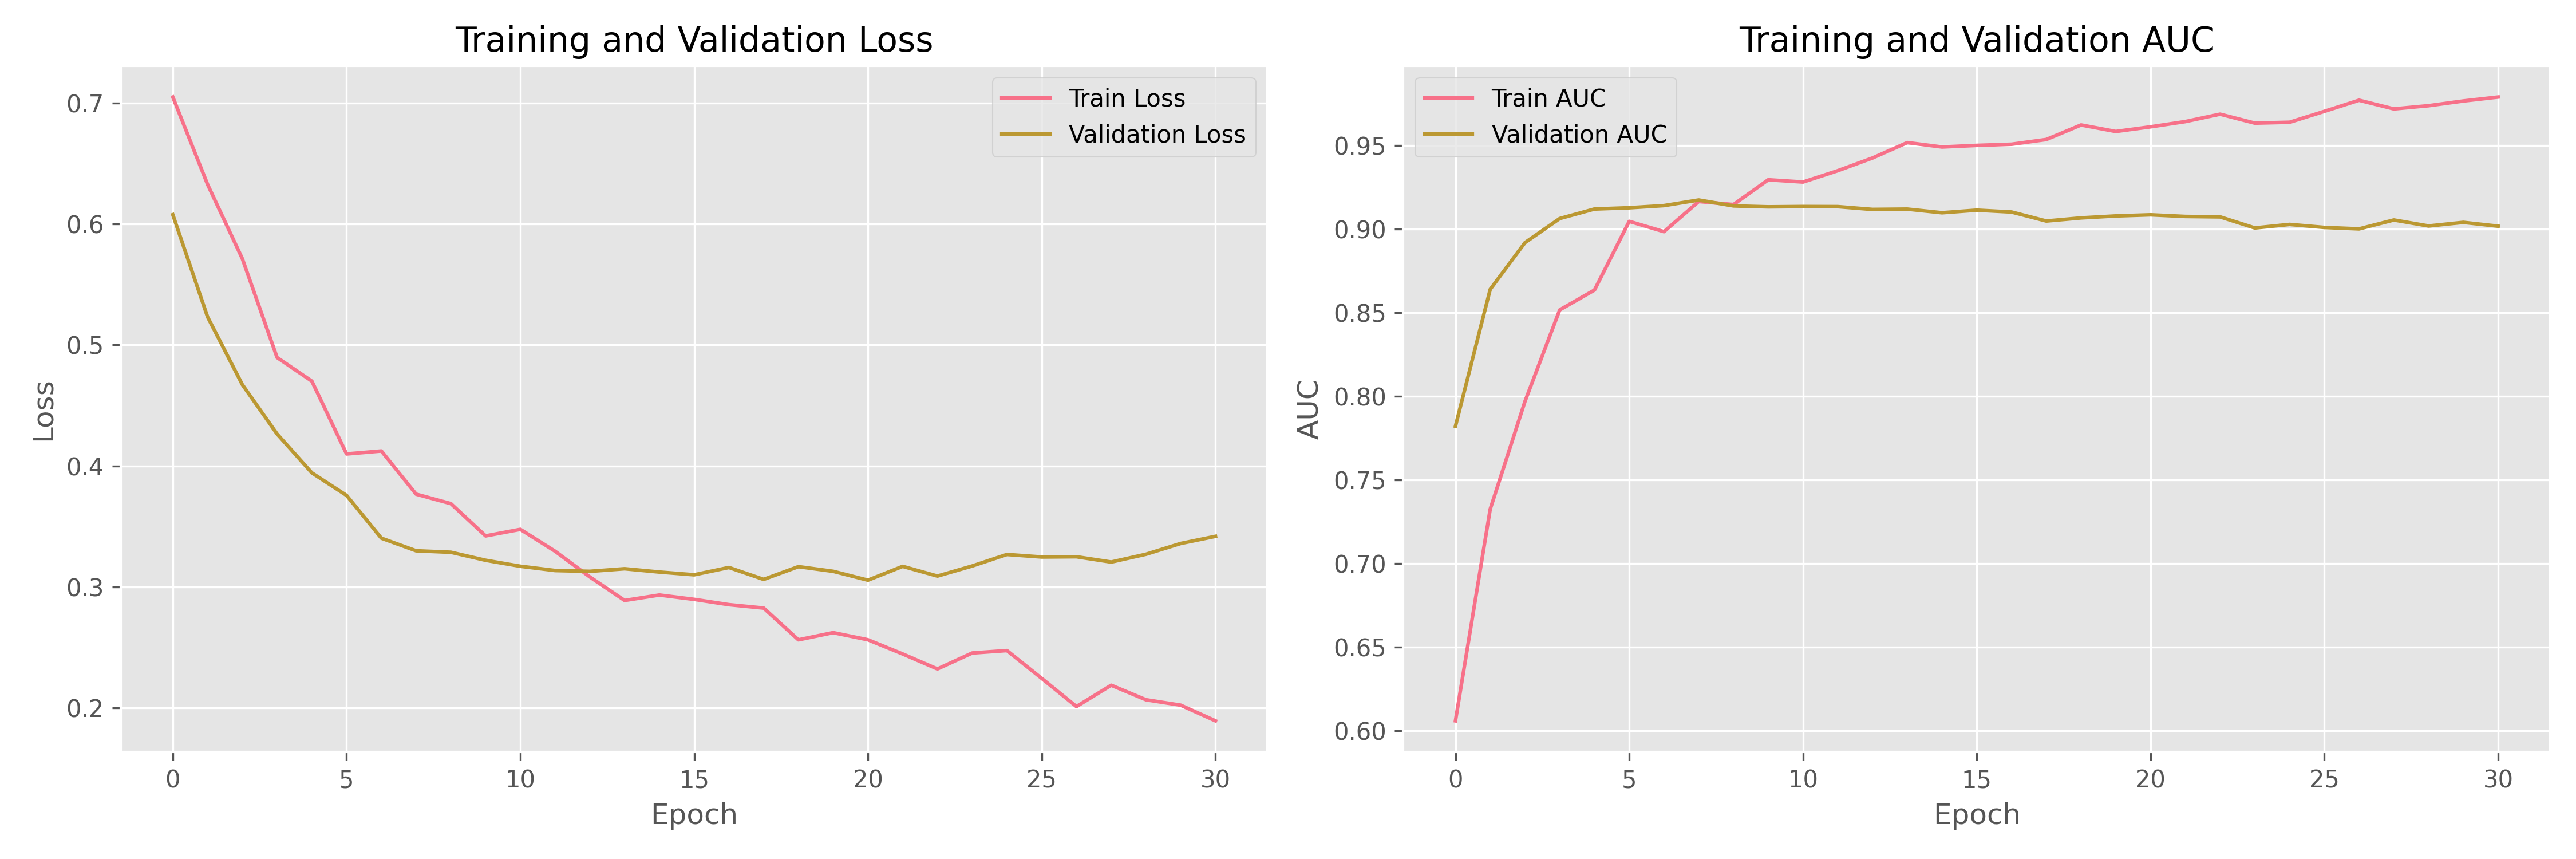 Training and Validation Loss
Train Loss
Validation Loss
0.7
0.6
0.5
0.4
0.3
0.2
Loss
0
5
10
15
20
25
30
Epoch
Training and Validation AUC
Train AUC
Validation AUC
0.95
0.90
0.85
0.80
0.75
0.70
0.65
0.60
AUC
0
5
10
15
20
25
30
Epoch